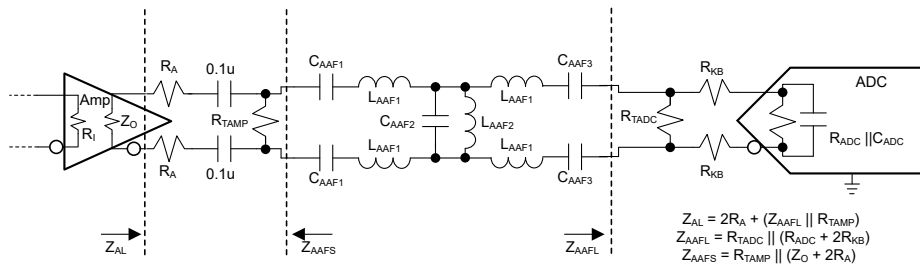 Amp
R_I
Z_O
R_A
R_A
0.1u
0.1u
R_TAMP
C_AAF1
L_AAF1
C_AAF1
L_AAF1
C_AAF2
L_AAF2
L_AAF1
C_AAF3
L_AAF1
C_AAF3
R_TADC
R_KB
R_KB
ADC
R_ADC ||C_ADC
Z_AL
Z_AAFS
Z_AAFL
Z_AL = 2R_A + (Z_AAFL || R_TAMP)
Z_AAFL = R_TADC || (R_ADC + 2R_KB)
Z_AAFS = R_TAMP || (Z_O + 2R_A)